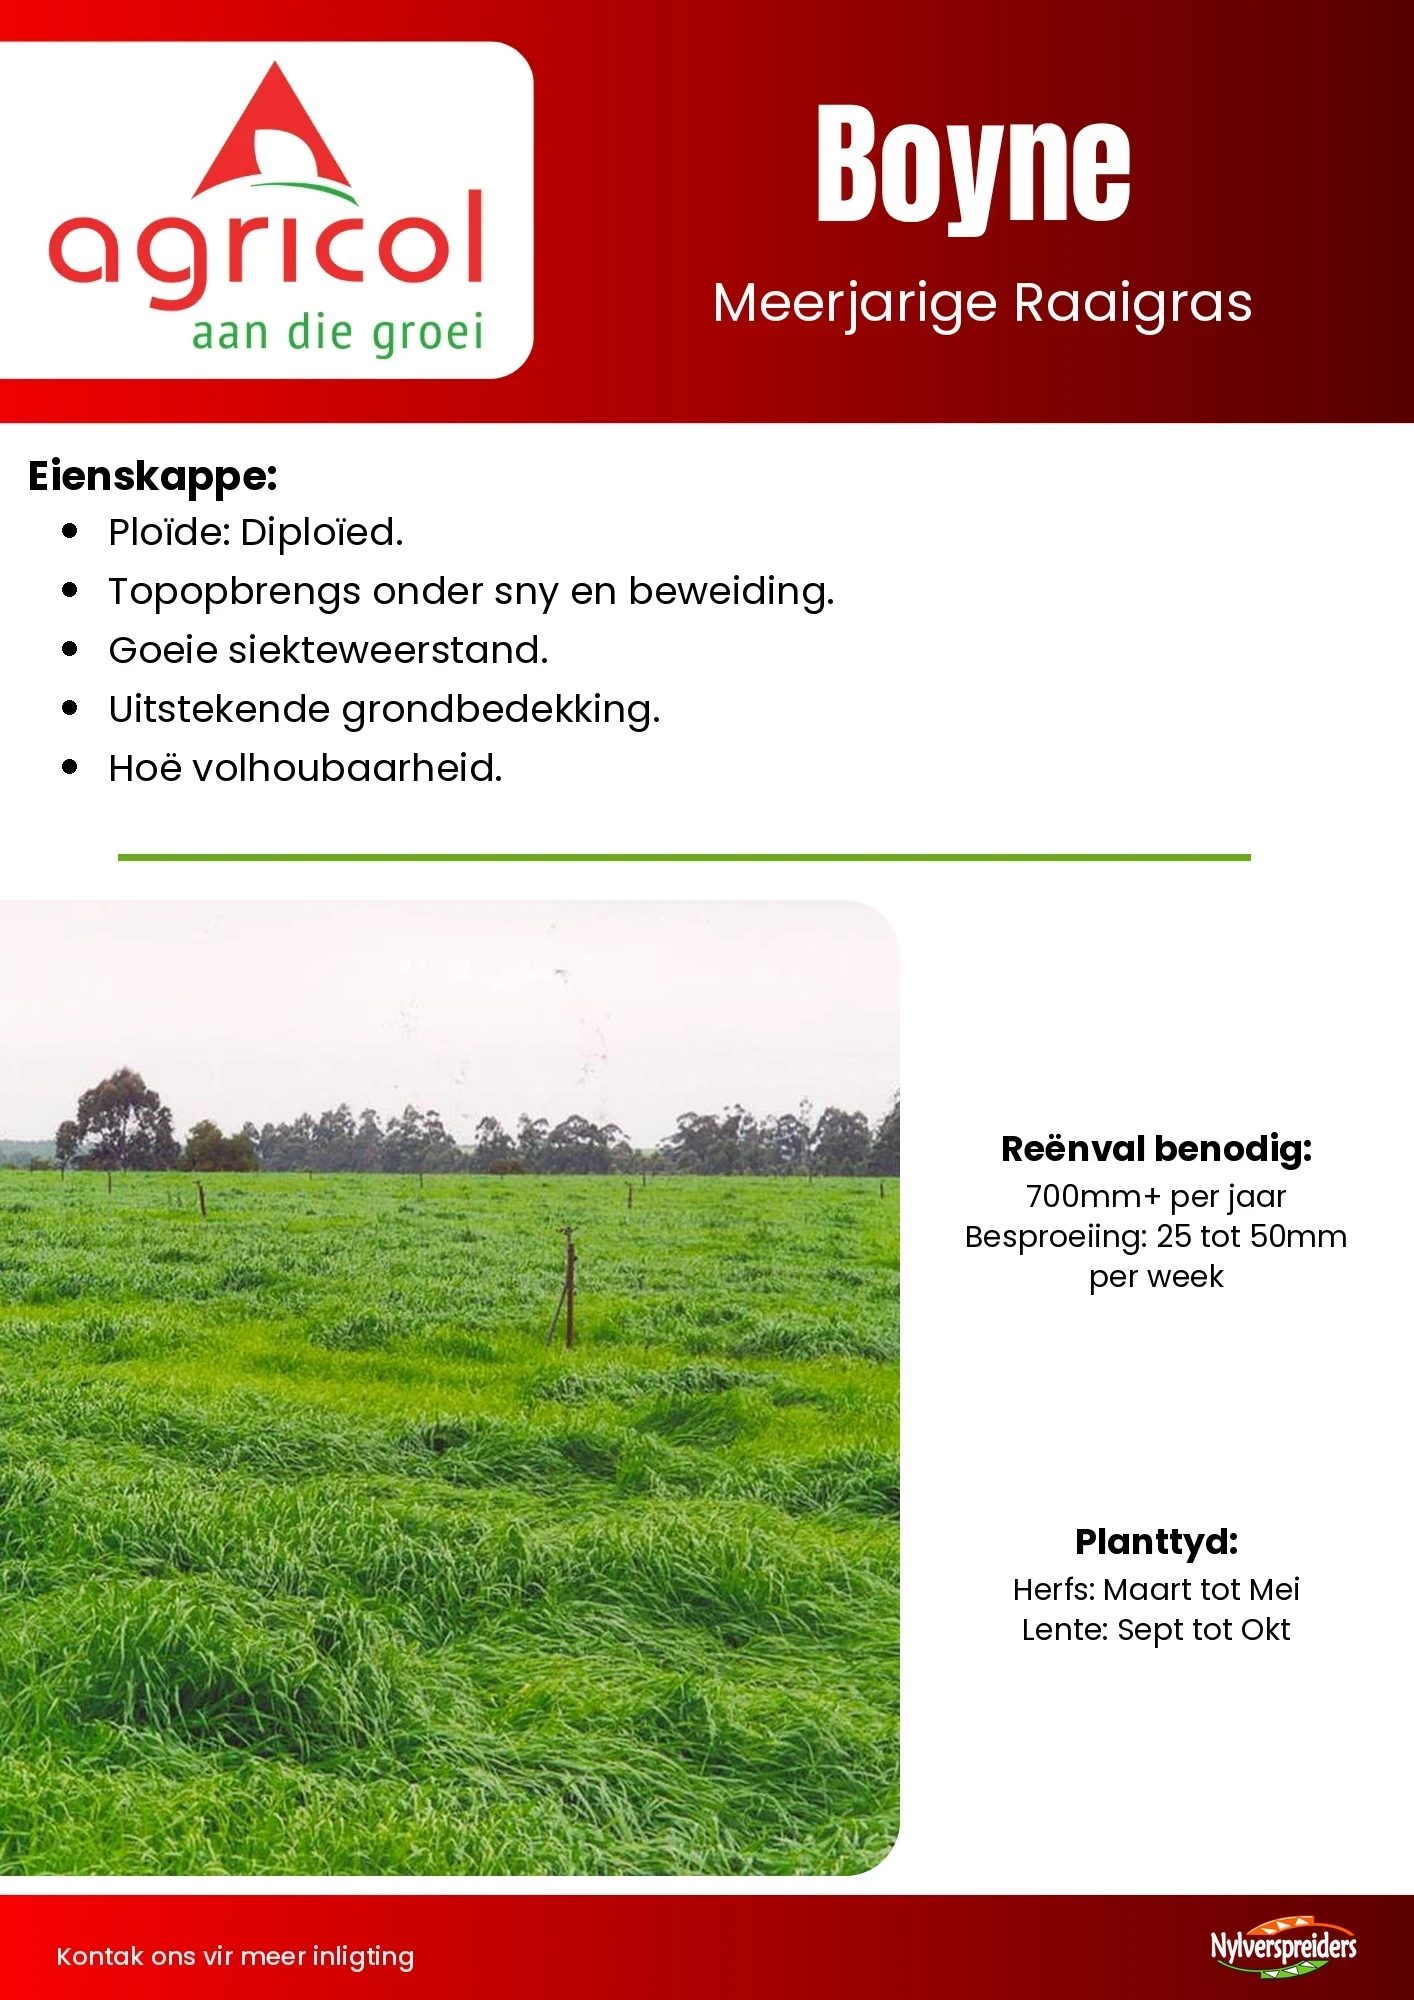 agricol
aan die groei
Boyne
Meerjarige Raaigras
Eienskappe:
• Ploïde: Diploïed.
• Topopbrengs onder sny en beweiding.
• Goeie siekteweerstand.
• Uitstekende grondbedekking.
• Hoë volhoubaarheid.
Reënval benodig:
700mm+ per jaar
Besproeiing: 25 tot 50mm
per week
Planttyd:
Herfs: Maart tot Mei
Lente: Sept tot Okt
Kontak ons vir meer inligting
Nylverspreiders